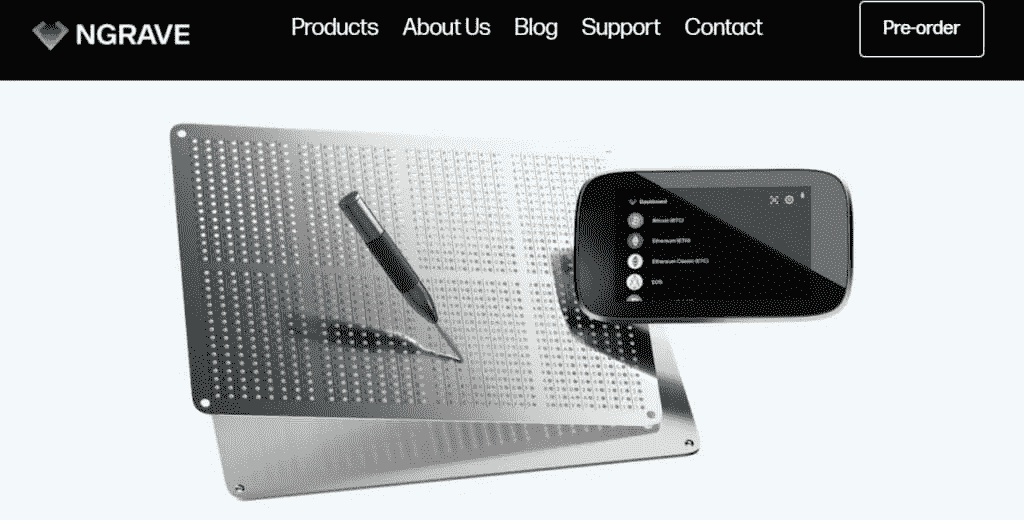 NGRAVE
Products
About Us
Blog
Support
Contact
Pre-order
Dashboard
Bitcoin (BTC)
Ethereum (ETH)
Ethereum Classic (ETC)
EOS